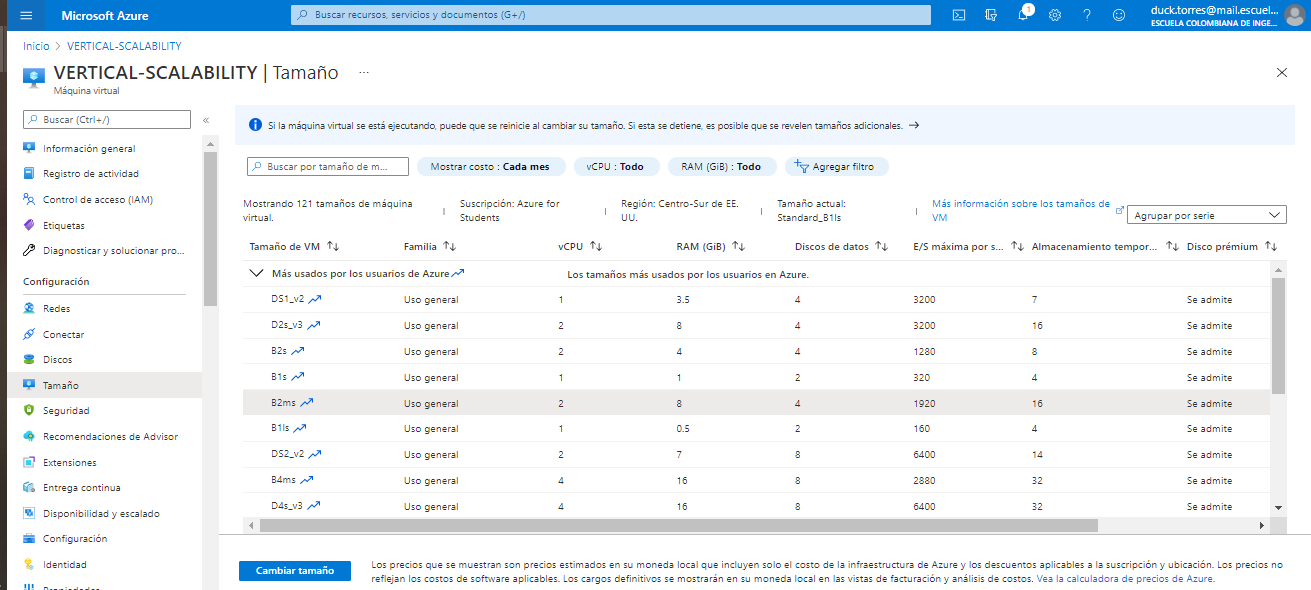 Microsoft Azure
Buscar recursos, servicios y documentos (G+/)
1
duck.torres@mail.escuel...
ESCUELA COLOMBIANA DE INGE...
Inicio > VERTICAL-SCALABILITY
VERTICAL-SCALABILITY | Tamaño ...
Máquina virtual
Buscar (Ctrl+/)
«
Información general
Registro de actividad
Control de acceso (IAM)
Etiquetas
Diagnosticar y solucionar pro...
Configuración
Redes
Conectar
Discos
Tamaño
Seguridad
Recomendaciones de Advisor
Extensiones
Entrega continua
Disponibilidad y escalado
Configuración
Identidad
Propiedades
Si la máquina virtual se está ejecutando, puede que se reinicie al cambiar su tamaño. Si esta se detiene, es posible que se revelen tamaños adicionales. →
Buscar por tamaño de m...
Mostrar costo : Cada mes
vCPU : Todo
RAM (GiB) : Todo
Agregar filtro
Mostrando 121 tamaños de máquina
virtual.
Suscripción: Azure for
Students
Región: Centro-Sur de EE.
UU.
Tamaño actual:
Standard_B1ls
Más información sobre los tamaños de
VM
Agrupar por serie
Tamaño de VM ↑↓ Familia ↑↓ vCPU ↑↓ RAM (GiB) ↑↓ Discos de datos ↑↓ E/S máxima por s... ↑↓ Almacenamiento tempor... ↑↓ Disco prémium ↑↓
Más usados por los usuarios de Azure Los tamaños más usados por los usuarios en Azure.
DS1_v2 Uso general 1 3.5 4 3200 7 Se admite
D2s_v3 Uso general 2 8 4 3200 16 Se admite
B2s Uso general 2 4 4 1280 8 Se admite
B1s Uso general 1 1 2 320 4 Se admite
B2ms Uso general 2 8 4 1920 16 Se admite
B1ls Uso general 1 0.5 2 160 4 Se admite
DS2_v2 Uso general 2 7 8 6400 14 Se admite
B4ms Uso general 4 16 8 2880 32 Se admite
D4s_v3 Uso general 4 16 8 6400 32 Se admite
Cambiar tamaño
Los precios que se muestran son precios estimados en su moneda local que incluyen solo el costo de la infraestructura de Azure y los descuentos aplicables a la suscripción y ubicación. Los precios no
reflejan los costos de software aplicables. Los cargos definitivos se mostrarán en su moneda local en las vistas de facturación y análisis de costos. Vea la calculadora de precios de Azure.